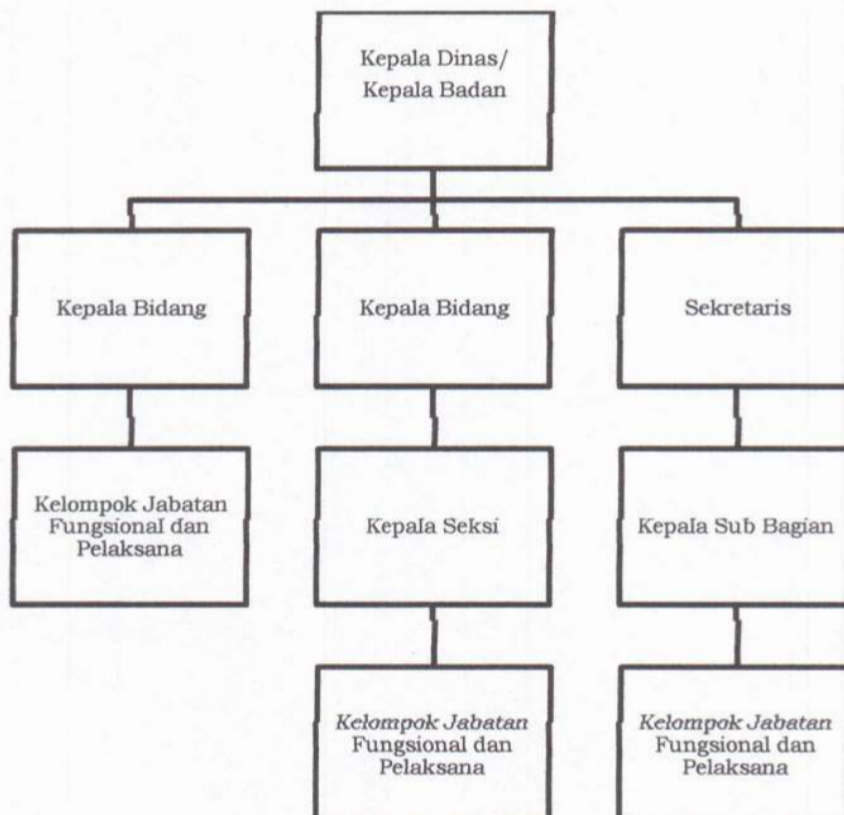 Kepala Dinas/
Kepala Badan
Kepala Bidang
Kepala Bidang
Sekretaris
Kelompok Jabatan
Fungsional dan
Pelaksana
Kepala Seksi
Kepala Sub Bagian
Kelompok Jabatan
Fungsional dan
Pelaksana
Kelompok Jabatan
Fungsional dan
Pelaksana